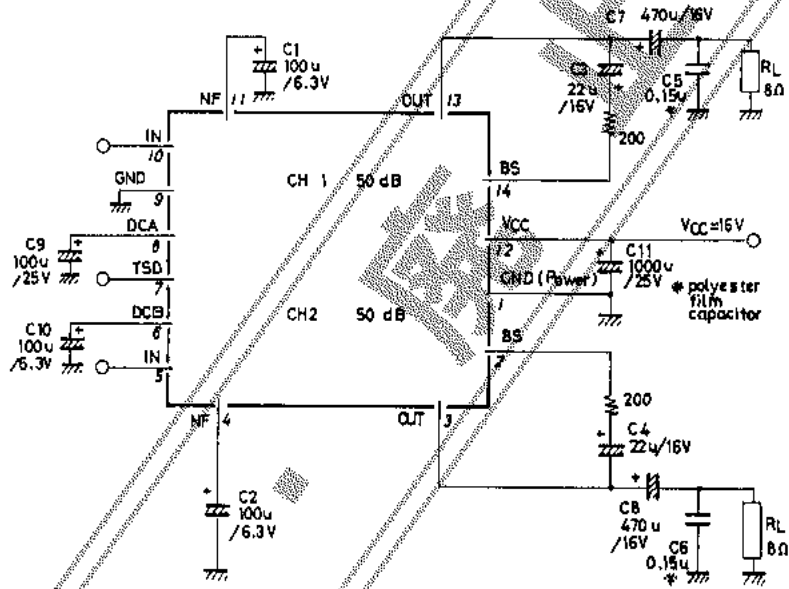 C7
470u/16V
C1
100u
/6.3V
NF
11
OUT
13
C3
22u
/16V
C5
0.15u
*
RL
8Ω
200
IN
10
GND
9
CH 1 50 dB
BS
14
DCA
8
C9
100u
/25V
VCC
12
VCC=16V
TSD
7
C11
1000u
/25V
GND (Power)
1
* polyester
film
capacitor
DCB
6
C10
100u
/6.3V
CH2 50 dB
BS
2
IN
5
NF
4
OUT
3
200
C4
22u/16V
C2
100u
/6.3V
C8
470u
/16V
C6
0.15u
*
RL
8Ω